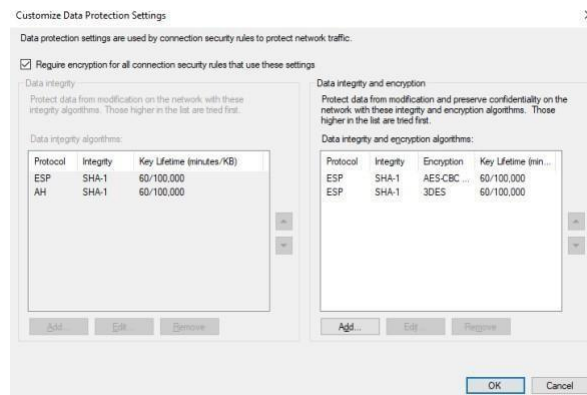 Customize Data Protection Settings
Data protection settings are used by connection security rules to protect network traffic.
Require encryption for all connection security rules that use these settings
Data integrity
Protect data from modification on the network with these
integrity algorithms. Those higher in the list are tried first.
Data integrity algorithms:
Protocol Integrity Key Lifetime (minutes/KB)
ESP SHA-1 60/100,000
AH SHA-1 60/100,000
Add... Edit... Remove
Data integrity and encryption
Protect data from modification and preserve confidentiality on the
network with these integrity and encryption algorithms. Those
higher in the list are tried first.
Data integrity and encryption algorithms:
Protocol Integrity Encryption Key Lifetime (min...
ESP SHA-1 AES-CBC ... 60/100,000
ESP SHA-1 3DES 60/100,000
Add... Edit... Remove
OK Cancel